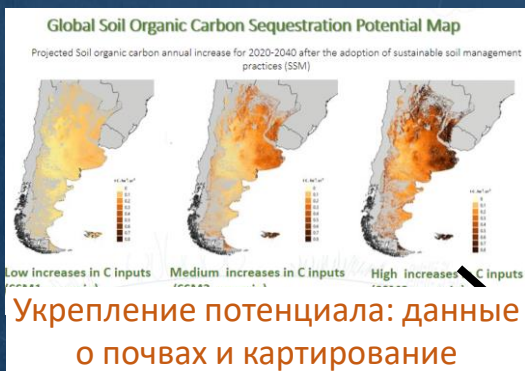 Global Soil Organic Carbon Sequestration Potential Map
Projected Soil organic carbon annual increase for 2020-2040 after the adoption of sustainable soil management
practices (SSM)
Low increases in C inputs
Medium increases in C inputs
High increases C inputs
Укрепление потенциала: данные
о почвах и картирование